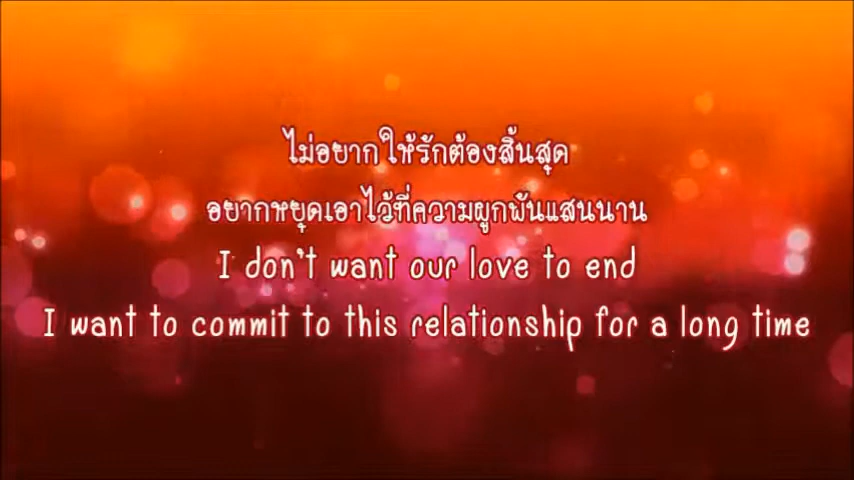 ไม่อยากให้รักต้องสิ้นสุด
อยากหยุดเอาไว้ที่ความผูกพันแสนนาน
I don't want our love to end
I want to commit to this relationship for a long time